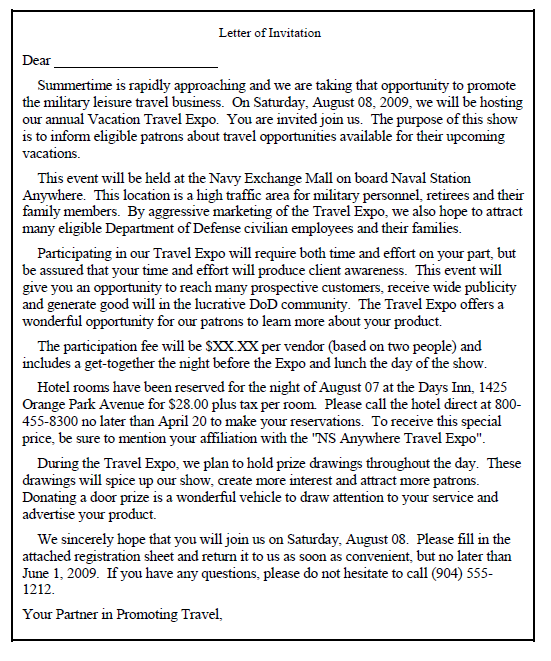 Letter of Invitation
Dear ________________________
Summertime is rapidly approaching and we are taking that opportunity to promote
the military leisure travel business. On Saturday, August 08, 2009, we will be hosting
our annual Vacation Travel Expo. You are invited join us. The purpose of this show
is to inform eligible patrons about travel opportunities available for their upcoming
vacations.
This event will be held at the Navy Exchange Mall on board Naval Station
Anywhere. This location is a high traffic area for military personnel, retirees and their
family members. By aggressive marketing of the Travel Expo, we also hope to attract
many eligible Department of Defense civilian employees and their families.
Participating in our Travel Expo will require both time and effort on your part, but
be assured that your time and effort will produce client awareness. This event will
give you an opportunity to reach many prospective customers, receive wide publicity
and generate good will in the lucrative DoD community. The Travel Expo offers a
wonderful opportunity for our patrons to learn more about your product.
The participation fee will be $XX.XX per vendor (based on two people) and
includes a get-together the night before the Expo and lunch the day of the show.
Hotel rooms have been reserved for the night of August 07 at the Days Inn, 1425
Orange Park Avenue for $28.00 plus tax per room. Please call the hotel direct at 800-
455-8300 no later than April 20 to make your reservations. To receive this special
price, be sure to mention your affiliation with the "NS Anywhere Travel Expo".
During the Travel Expo, we plan to hold prize drawings throughout the day. These
drawings will spice up our show, create more interest and attract more patrons.
Donating a door prize is a wonderful vehicle to draw attention to your service and
advertise your product.
We sincerely hope that you will join us on Saturday, August 08. Please fill in the
attached registration sheet and return it to us as soon as convenient, but no later than
June 1, 2009. If you have any questions, please do not hesitate to call (904) 555-
1212.
Your Partner in Promoting Travel,